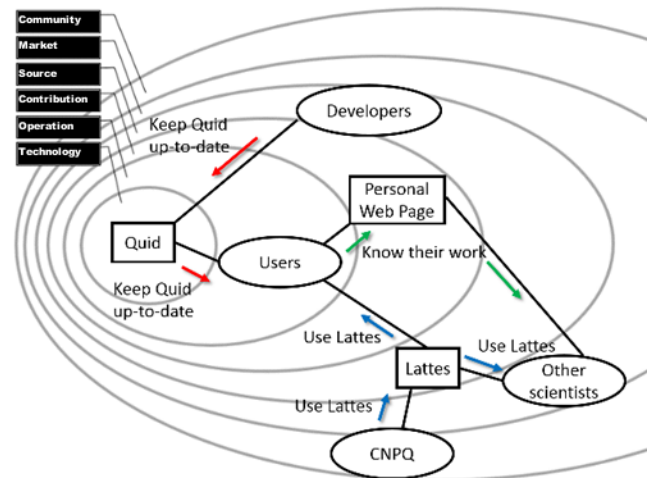 Community
Market
Source
Contribution
Operation
Technology
Developers
Keep Quid
up-to-date
Personal
Web Page
Quid
Users
Know their work
Keep Quid
up-to-date
Use Lattes
Use Lattes
Lattes
Other
scientists
Use Lattes
CNPQ